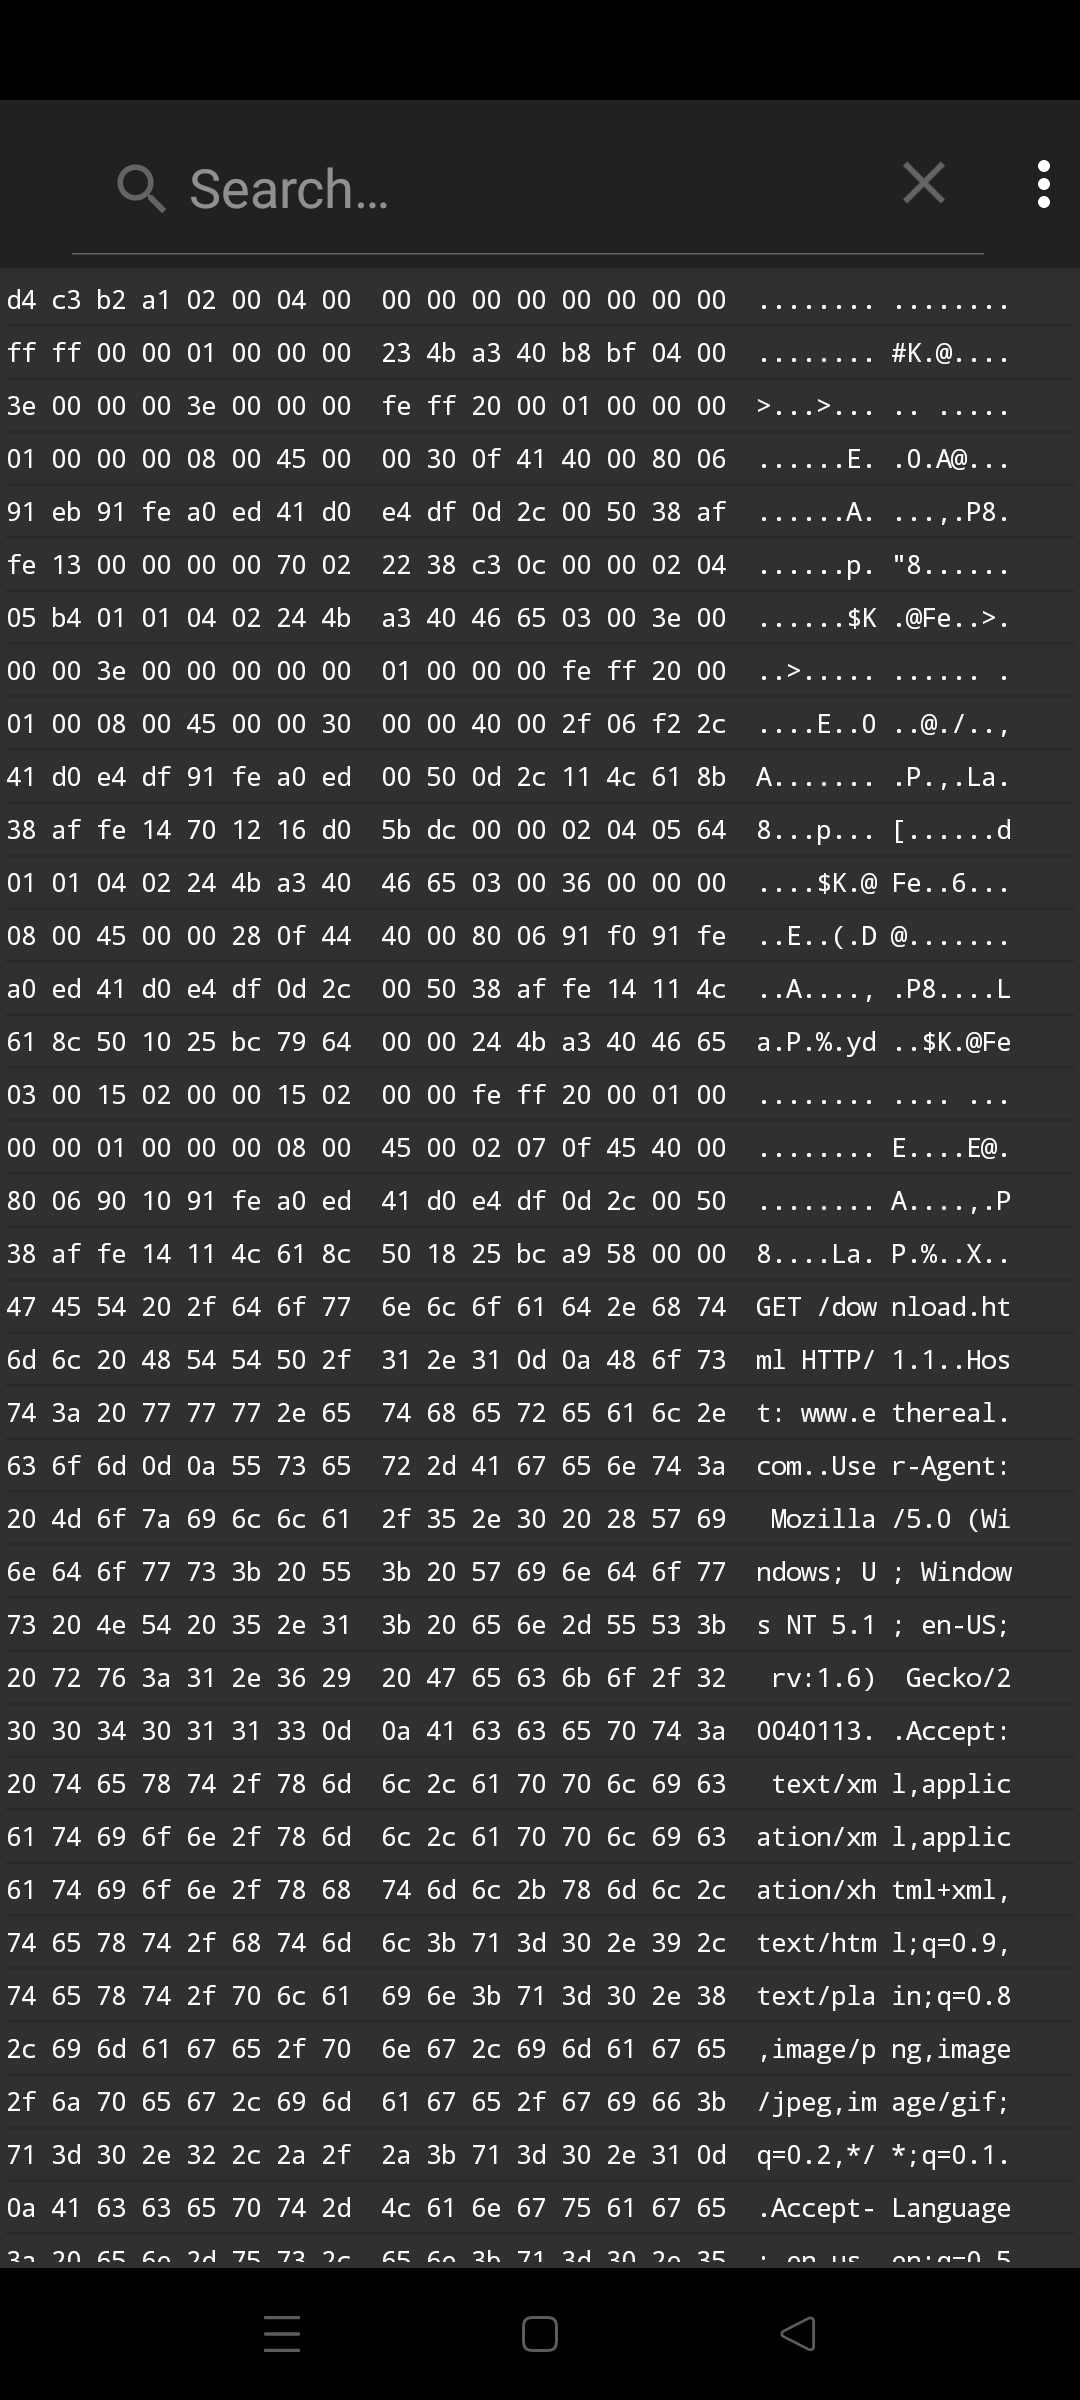 Search...
d4 c3 b2 a1 02 00 04 00 00 00 00 00 00 00 00 00 ........ ........
ff ff 00 00 01 00 00 00 23 4b a3 40 b8 bf 04 00 ........ #K.@....
3e 00 00 00 3e 00 00 00 fe ff 20 00 01 00 00 00 >...>... .. .....
01 00 00 00 08 00 45 00 00 30 0f 41 40 00 80 06 ......E. .0.A@...
91 eb 91 fe a0 ed 41 d0 e4 df 0d 2c 00 50 38 af ......A. ...,.P8.
fe 13 00 00 00 00 70 02 22 38 c3 0c 00 00 02 04 ......p. "8......
05 b4 01 01 04 02 24 4b a3 40 46 65 03 00 3e 00 ......$K .@Fe..>.
00 00 3e 00 00 00 00 00 01 00 00 00 fe ff 20 00 ..>..... ...... .
01 00 08 00 45 00 00 30 00 00 40 00 2f 06 f2 2c ....E..0 ..@./..,
41 d0 e4 df 91 fe a0 ed 00 50 0d 2c 11 4c 61 8b A....... .P.,.La.
38 af fe 14 70 12 16 d0 5b dc 00 00 02 04 05 64 8...p... [......d
01 01 04 02 24 4b a3 40 46 65 03 00 36 00 00 00 ....$K.@ Fe..6...
08 00 45 00 00 28 0f 44 40 00 80 06 91 f0 91 fe ..E..(.D @.......
a0 ed 41 d0 e4 df 0d 2c 00 50 38 af fe 14 11 4c ..A...., .P8....L
61 8c 50 10 25 bc 79 64 00 00 24 4b a3 40 46 65 a.P.%.yd ..$K.@Fe
03 00 15 02 00 00 15 02 00 00 fe ff 20 00 01 00 ........ .... ...
00 00 01 00 00 00 08 00 45 00 02 07 0f 45 40 00 ........ E....E@.
80 06 90 10 91 fe a0 ed 41 d0 e4 df 0d 2c 00 50 ........ A....,.P
38 af fe 14 11 4c 61 8c 50 18 25 bc a9 58 00 00 8....La. P.%..X..
47 45 54 20 2f 64 6f 77 6e 6c 6f 61 64 2e 68 74 GET /dow nload.ht
6d 6c 20 48 54 54 50 2f 31 2e 31 0d 0a 48 6f 73 ml HTTP/ 1.1..Hos
74 3a 20 77 77 77 2e 65 74 68 65 72 65 61 6c 2e t: www.e thereal.
63 6f 6d 0d 0a 55 73 65 72 2d 41 67 65 6e 74 3a com..Use r-Agent:
20 4d 6f 7a 69 6c 6c 61 2f 35 2e 30 20 28 57 69 Mozilla /5.0 (Wi
6e 64 6f 77 73 3b 20 55 3b 20 57 69 6e 64 6f 77 ndows; U ; Window
73 20 4e 54 20 35 2e 31 3b 20 65 6e 2d 55 53 3b s NT 5.1 ; en-US;
20 72 76 3a 31 2e 36 29 20 47 65 63 6b 6f 2f 32 rv:1.6) Gecko/2
30 30 34 30 31 31 33 0d 0a 41 63 63 65 70 74 3a 0040113. .Accept:
20 74 65 78 74 2f 78 6d 6c 2c 61 70 70 6c 69 63 text/xm l,applic
61 74 69 6f 6e 2f 78 6d 6c 2c 61 70 70 6c 69 63 ation/xm l,applic
61 74 69 6f 6e 2f 78 68 74 6d 6c 2b 78 6d 6c 2c ation/xh tml+xml,
74 65 78 74 2f 68 74 6d 6c 3b 71 3d 30 2e 39 2c text/htm l;q=0.9,
74 65 78 74 2f 70 6c 61 69 6e 3b 71 3d 30 2e 38 text/pla in;q=0.8
2c 69 6d 61 67 65 2f 70 6e 67 2c 69 6d 61 67 65 ,image/p ng,image
2f 6a 70 65 67 2c 69 6d 61 67 65 2f 67 69 66 3b /jpeg,im age/gif;
71 3d 30 2e 32 2c 2a 2f 2a 3b 71 3d 30 2e 31 0d q=0.2,*/ *;q=0.1.
0a 41 63 63 65 70 74 2d 4c 61 6e 67 75 61 67 65 .Accept- Language
3a 20 65 6e 2d 75 73 2c 65 6e 3b 71 3d 30 2e 35 : en-us, en;q=0.5